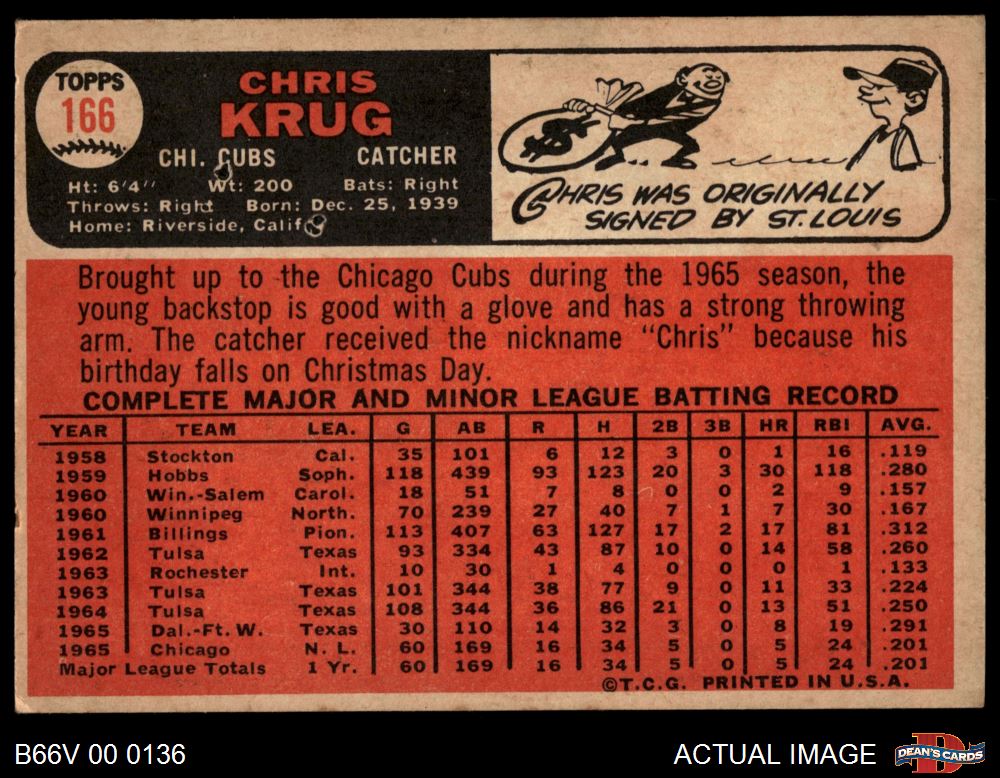 TOPPS
166
CHRIS
KRUG
CHI. CUBS CATCHER
Ht: 6'4" Wt: 200 Bats: Right
Throws: Right Born: Dec. 25, 1939
Home: Riverside, Calif
$
CHRIS WAS ORIGINALLY
SIGNED BY ST. LOUIS
Brought up to the Chicago Cubs during the 1965 season, the
young backstop is good with a glove and has a strong throwing
arm. The catcher received the nickname "Chris" because his
birthday falls on Christmas Day.
COMPLETE MAJOR AND MINOR LEAGUE BATTING RECORD
YEAR TEAM LEA. G AB R H 2B 3B HR RBI AVG.
1958 Stockton Cal. 35 101 6 12 3 0 1 16 .119
1959 Hobbs Soph. 118 439 93 123 20 3 30 118 .280
1960 Win.-Salem Carol. 18 51 7 8 0 0 2 9 .157
1960 Winnipeg North. 70 239 27 40 7 1 7 30 .167
1961 Billings Pion. 113 407 63 127 17 2 17 81 .312
1962 Tulsa Texas 93 334 43 87 10 0 14 58 .260
1963 Rochester Int. 10 30 1 4 0 0 0 1 .133
1963 Tulsa Texas 101 344 38 77 9 0 11 33 .224
1964 Tulsa Texas 108 344 36 86 21 0 13 51 .250
1965 Dal.-Ft. W. Texas 30 110 14 32 3 0 8 19 .291
1965 Chicago N. L. 60 169 16 34 5 0 5 24 .201
Major League Totals 1 Yr. 60 169 16 34 5 0 5 24 .201
©T.C.G. PRINTED IN U.S.A.
B66V 00 0136 ACTUAL IMAGE DEAN'S CARDS